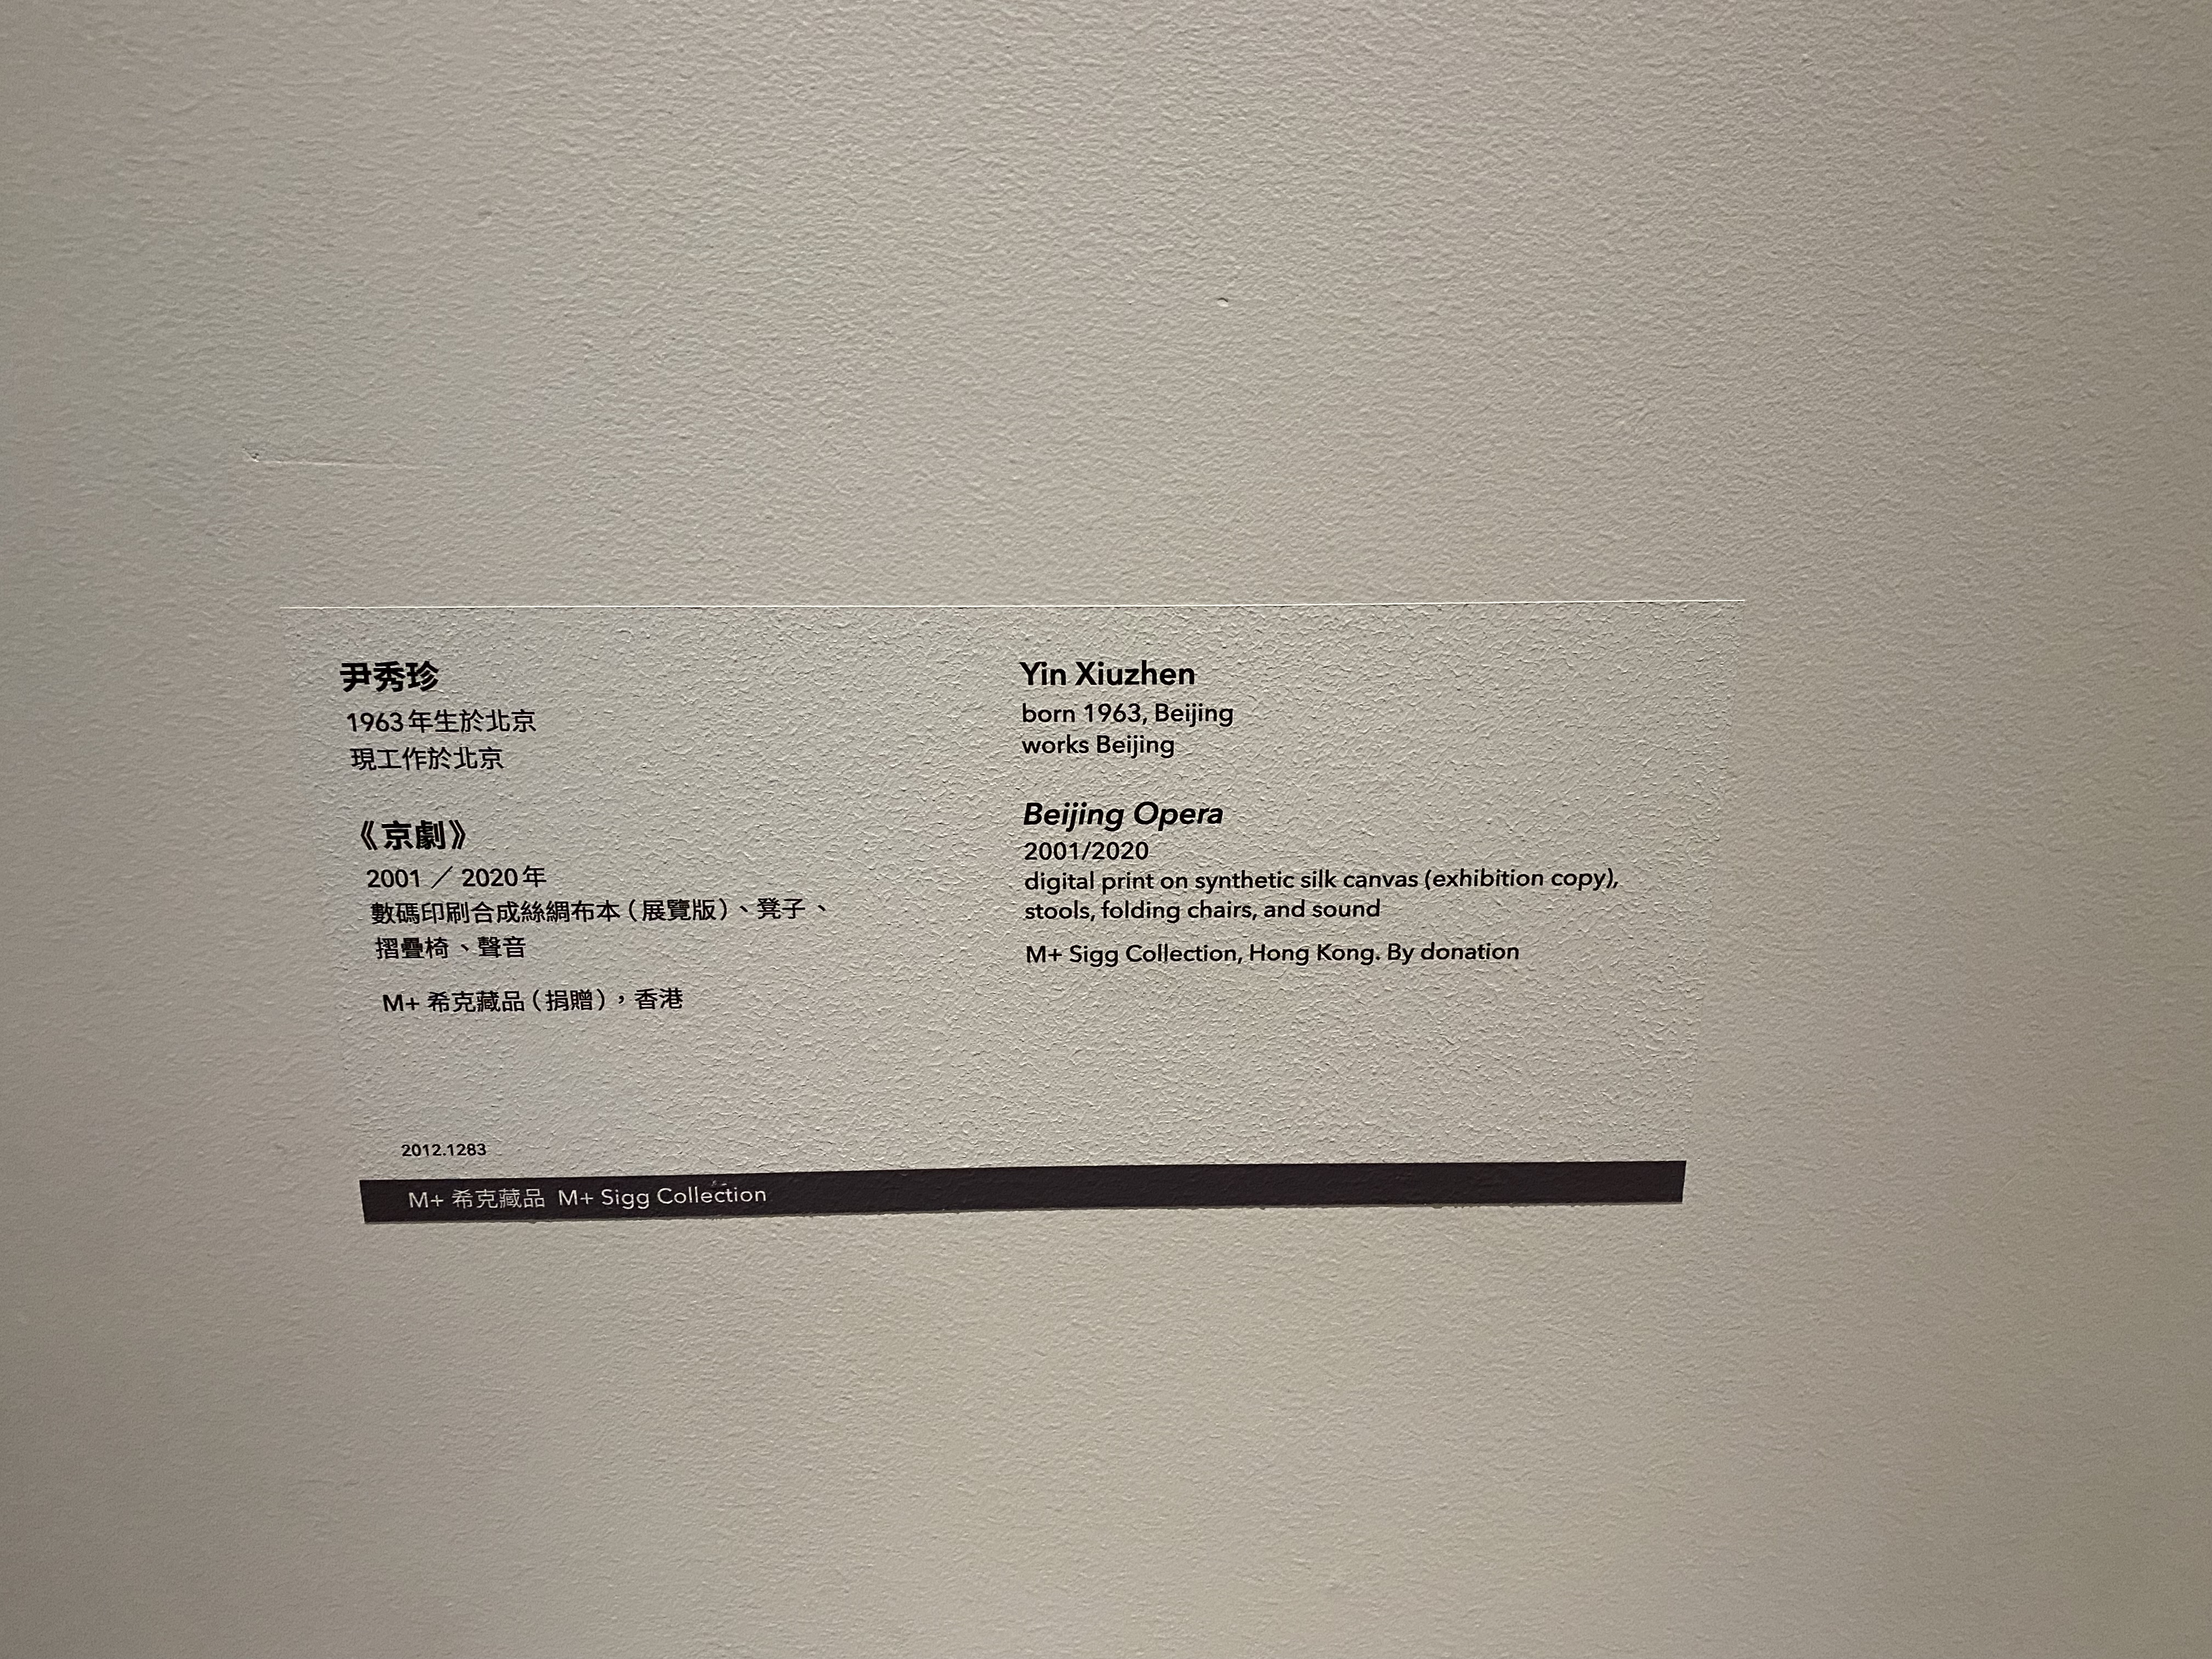 尹秀珍
1963年生於北京
現工作於北京
《京劇》
2001 ／ 2020年
數碼印刷合成絲綢布本（展覽版）、凳子、
摺疊椅、聲音
M+ 希克藏品（捐贈），香港
2012.1283
Yin Xiuzhen
born 1963, Beijing
works Beijing
Beijing Opera
2001/2020
digital print on synthetic silk canvas (exhibition copy),
stools, folding chairs, and sound
M+ Sigg Collection, Hong Kong. By donation
M+ 希克藏品 M+ Sigg Collection